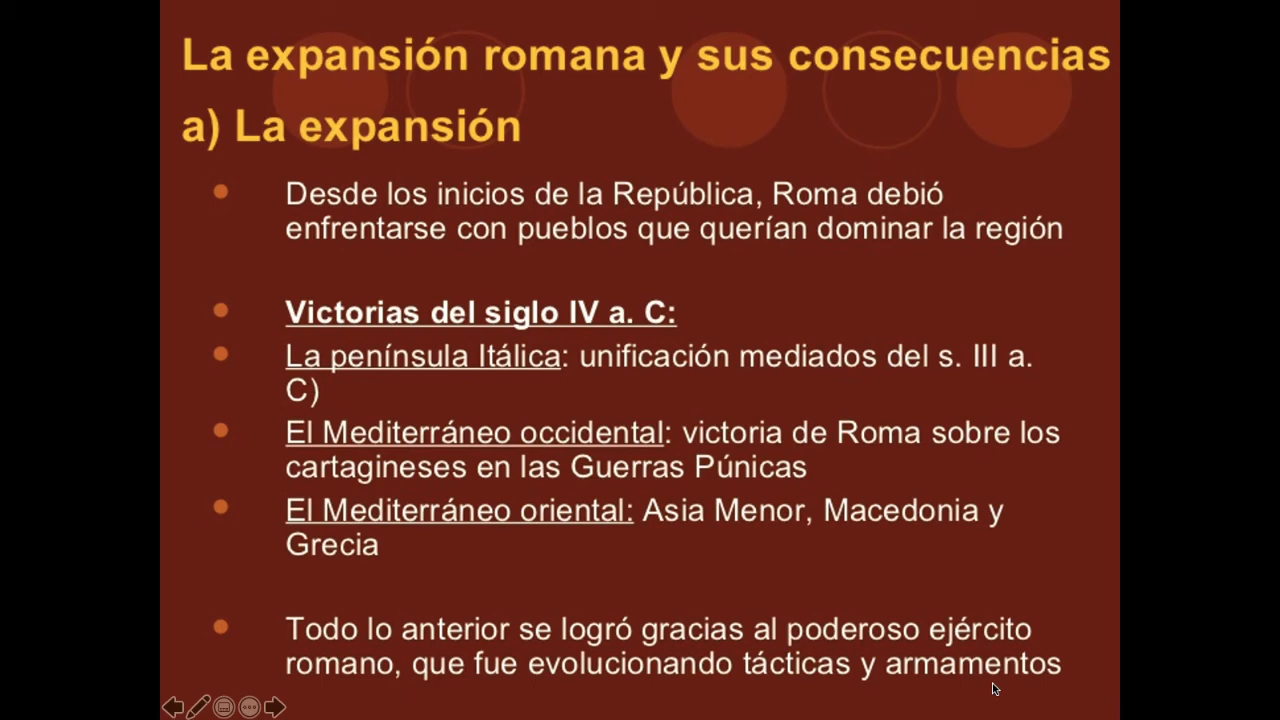 La expansión romana y sus consecuencias
a) La expansión
Desde los inicios de la República, Roma debió
enfrentarse con pueblos que querían dominar la región
Victorias del siglo IV a. C:
La península Itálica: unificación mediados del s. III a.
C)
El Mediterráneo occidental: victoria de Roma sobre los
cartagineses en las Guerras Púnicas
El Mediterráneo oriental: Asia Menor, Macedonia y
Grecia
Todo lo anterior se logró gracias al poderoso ejército
romano, que fue evolucionando tácticas y armamentos